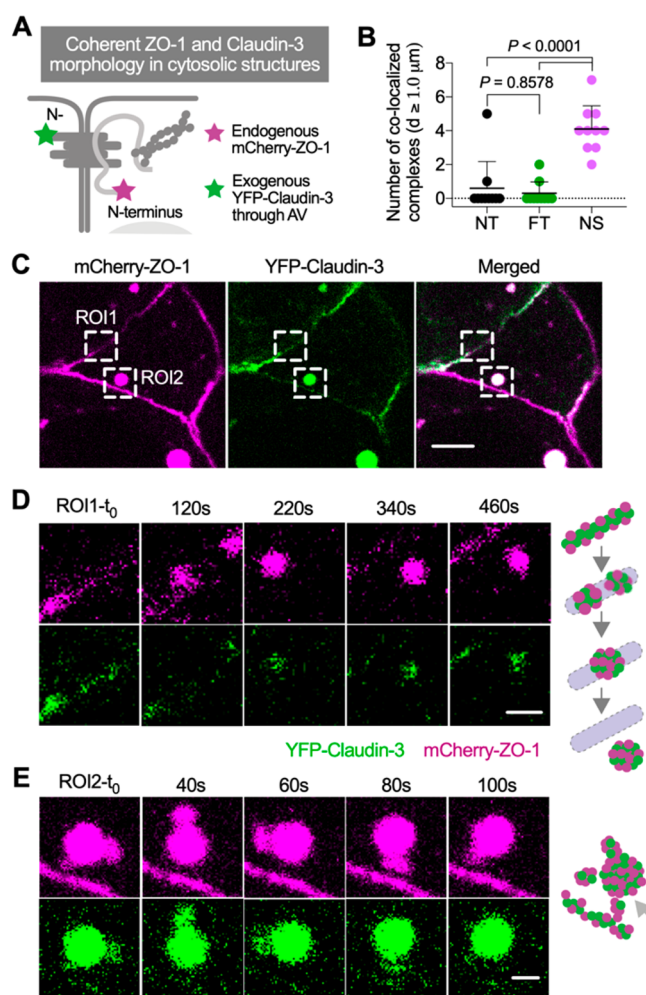 A
Coherent ZO-1 and Claudin-3
morphology in cytosolic structures
N-
Endogenous
mCherry-ZO-1
Exogenous
YFP-Claudin-3
through AV
N-terminus
B
Number of co-localized
complexes (d ≥ 1.0 μm)
P < 0.0001
P = 0.8578
8
6
4
2
0
NT FT NS
C
mCherry-ZO-1 YFP-Claudin-3 Merged
ROI1
ROI2
D
ROI1-t₀ 120s 220s 340s 460s
YFP-Claudin-3 mCherry-ZO-1
E
ROI2-t₀ 40s 60s 80s 100s